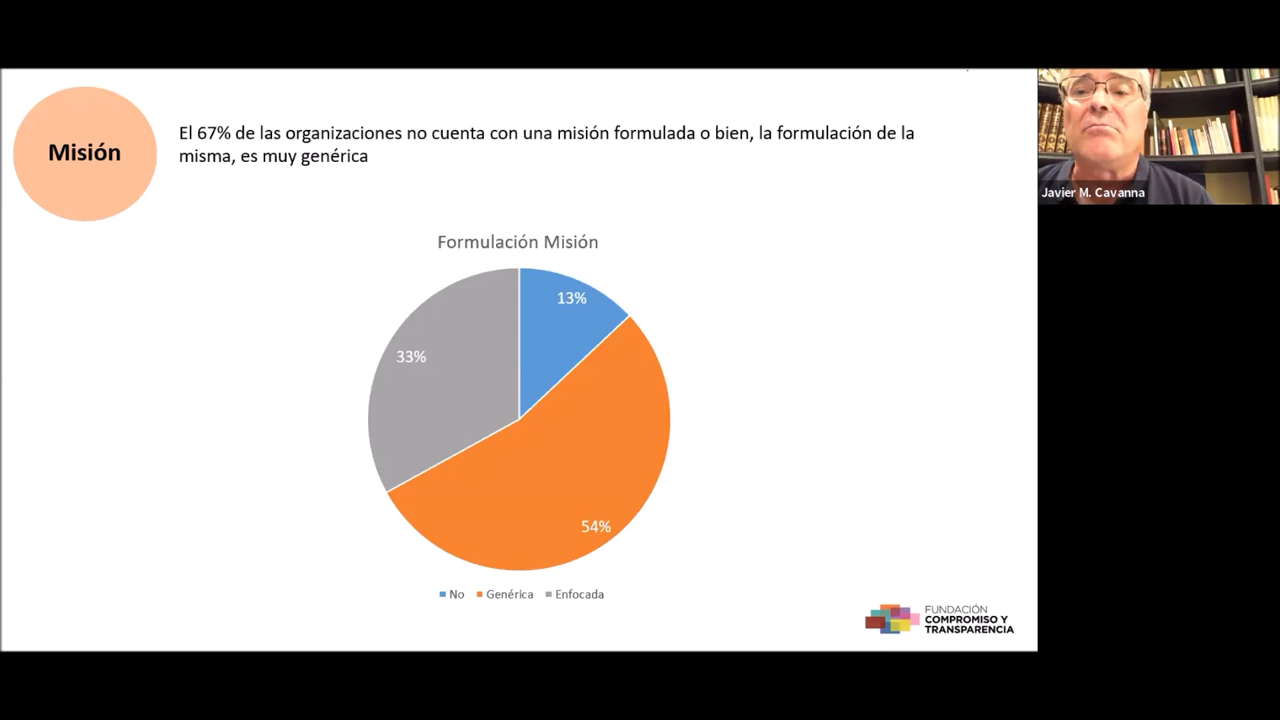 Misión
El 67% de las organizaciones no cuenta con una misión formulada o bien, la formulación de la
misma, es muy genérica
Javier M. Cavanna
Formulación Misión
13%
33%
54%
No
Genérica
Enfocada
FUNDACIÓN
COMPROMISO Y
TRANSPARENCIA